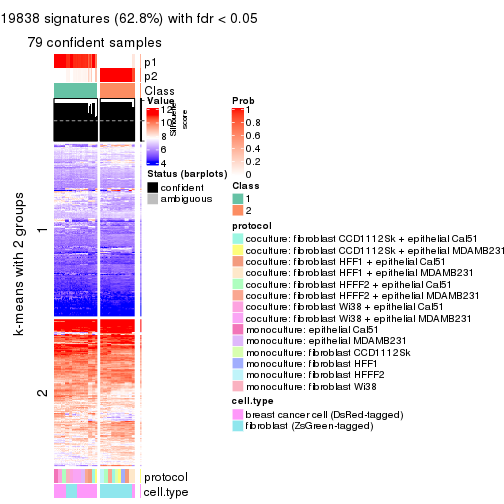 19838 signatures (62.8%) with fdr < 0.05
79 confident samples
p1
p2
Class
Silhouette
score
k-means with 2 groups
1
2
protocol
cell.type
Value
12
10
8
6
4
Status (barplots)
confident
ambiguous
Prob
1
0.8
0.6
0.4
0.2
0
Class
1
2
protocol
coculture: fibroblast CCD1112Sk + epithelial Cal51
coculture: fibroblast CCD1112Sk + epithelial MDAMB231
coculture: fibroblast HFF1 + epithelial Cal51
coculture: fibroblast HFF1 + epithelial MDAMB231
coculture: fibroblast HFFF2 + epithelial Cal51
coculture: fibroblast HFFF2 + epithelial MDAMB231
coculture: fibroblast Wi38 + epithelial Cal51
coculture: fibroblast Wi38 + epithelial MDAMB231
monoculture: epithelial Cal51
monoculture: epithelial MDAMB231
monoculture: fibroblast CCD1112Sk
monoculture: fibroblast HFF1
monoculture: fibroblast HFFF2
monoculture: fibroblast Wi38
cell.type
breast cancer cell (DsRed-tagged)
fibroblast (ZsGreen-tagged)